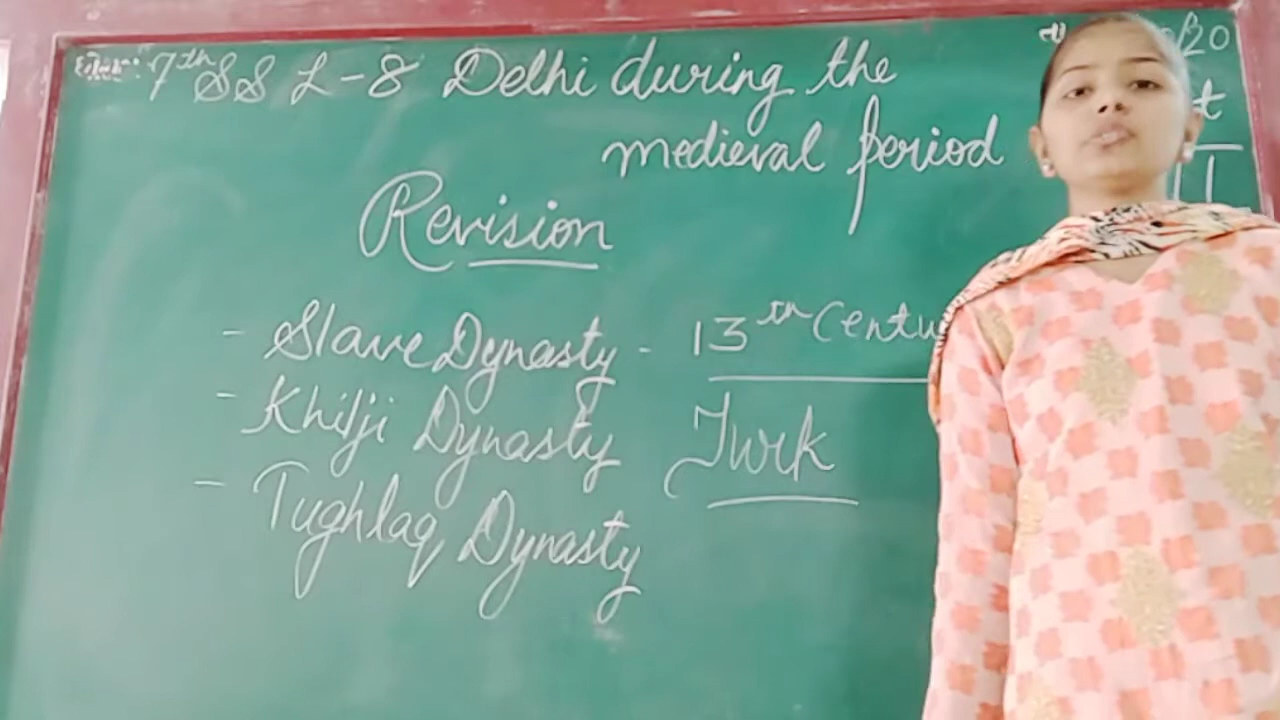 7th SS L-8 Delhi during the
medieval period
Revision
- Slave Dynasty - 13th Centu
- Khilji Dynasty Turk
- Tughlaq Dynasty